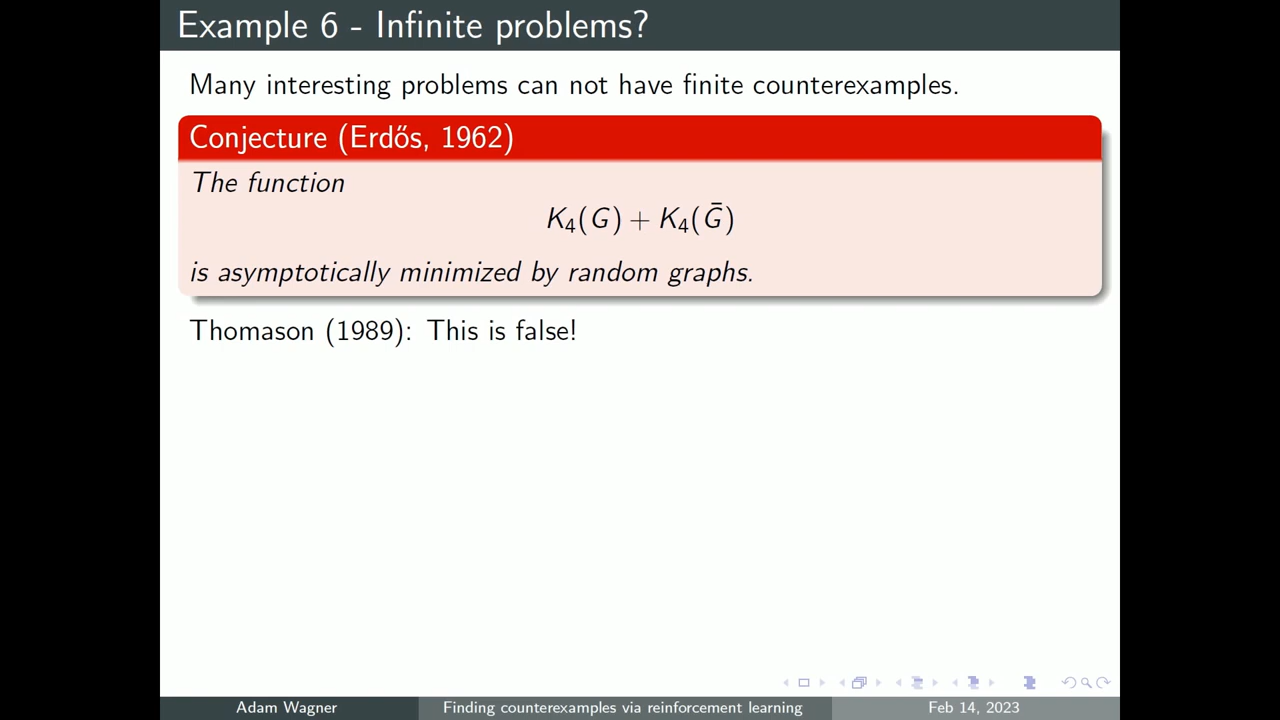 Example 6 - Infinite problems?
Many interesting problems can not have finite counterexamples.
Conjecture (Erdős, 1962)
The function
K₄(G) + K₄(Ḡ)
is asymptotically minimized by random graphs.
Thomason (1989): This is false!
Adam Wagner
Finding counterexamples via reinforcement learning
Feb 14, 2023